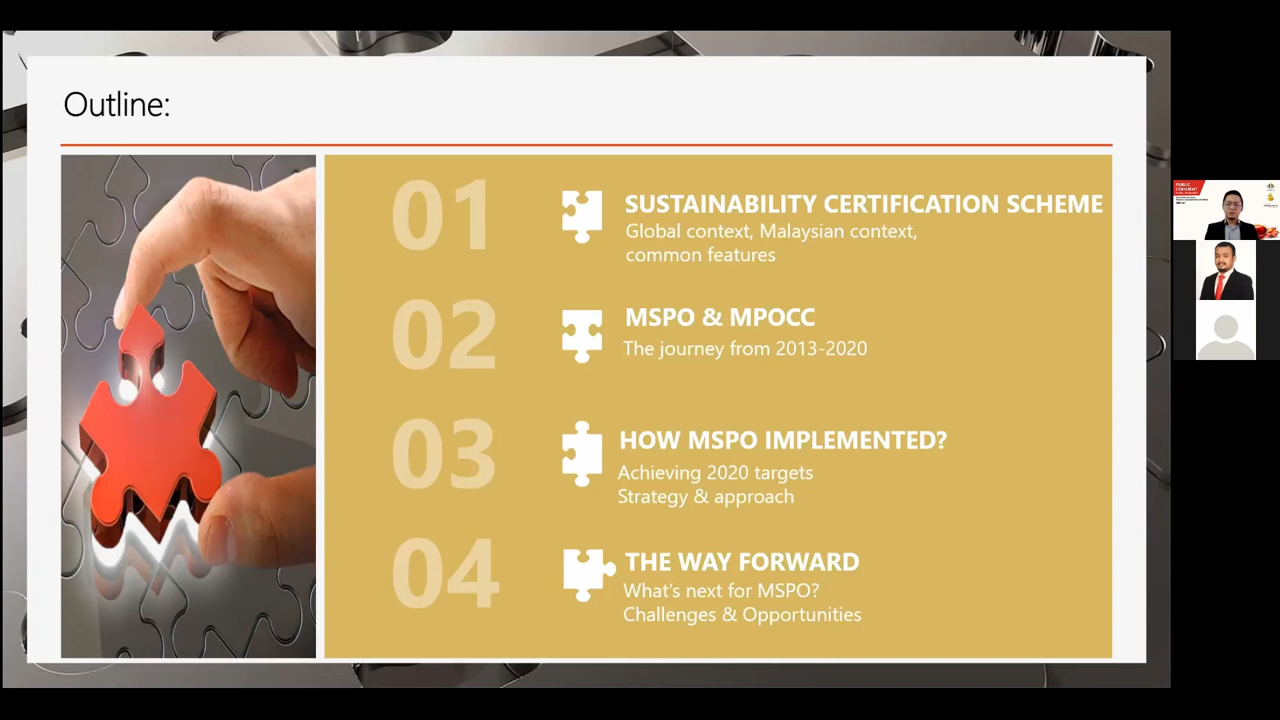 Outline:
01
SUSTAINABILITY CERTIFICATION SCHEME
Global context, Malaysian context,
common features
02
MSPO & MPOCC
The journey from 2013-2020
03
HOW MSPO IMPLEMENTED?
Achieving 2020 targets
Strategy & approach
04
THE WAY FORWARD
What's next for MSPO?
Challenges & Opportunities
PUBLIC
COMMENT